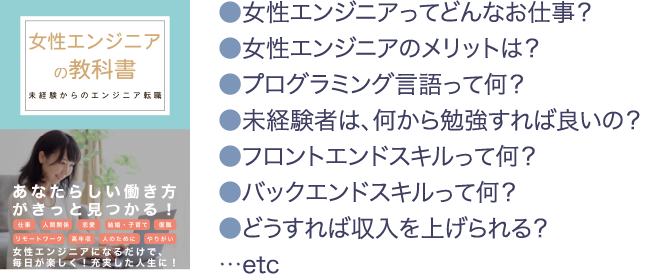 女性エンジニア
の教科書
未経験からのエンジニア転職
あなたらしい働き方
がきっと見つかる！
仕事 人間関係 恋愛 結婚・子育て 復職
リモートワーク 高年収 人のために やりがい
女性エンジニアになるだけで、
毎日が楽しく！充実した人生に！
●女性エンジニアってどんなお仕事？
●女性エンジニアのメリットは？
●プログラミング言語って何？
●未経験者は、何から勉強すれば良いの？
●フロントエンドスキルって何？
●バックエンドスキルって何？
●どうすれば収入を上げられる？
…etc